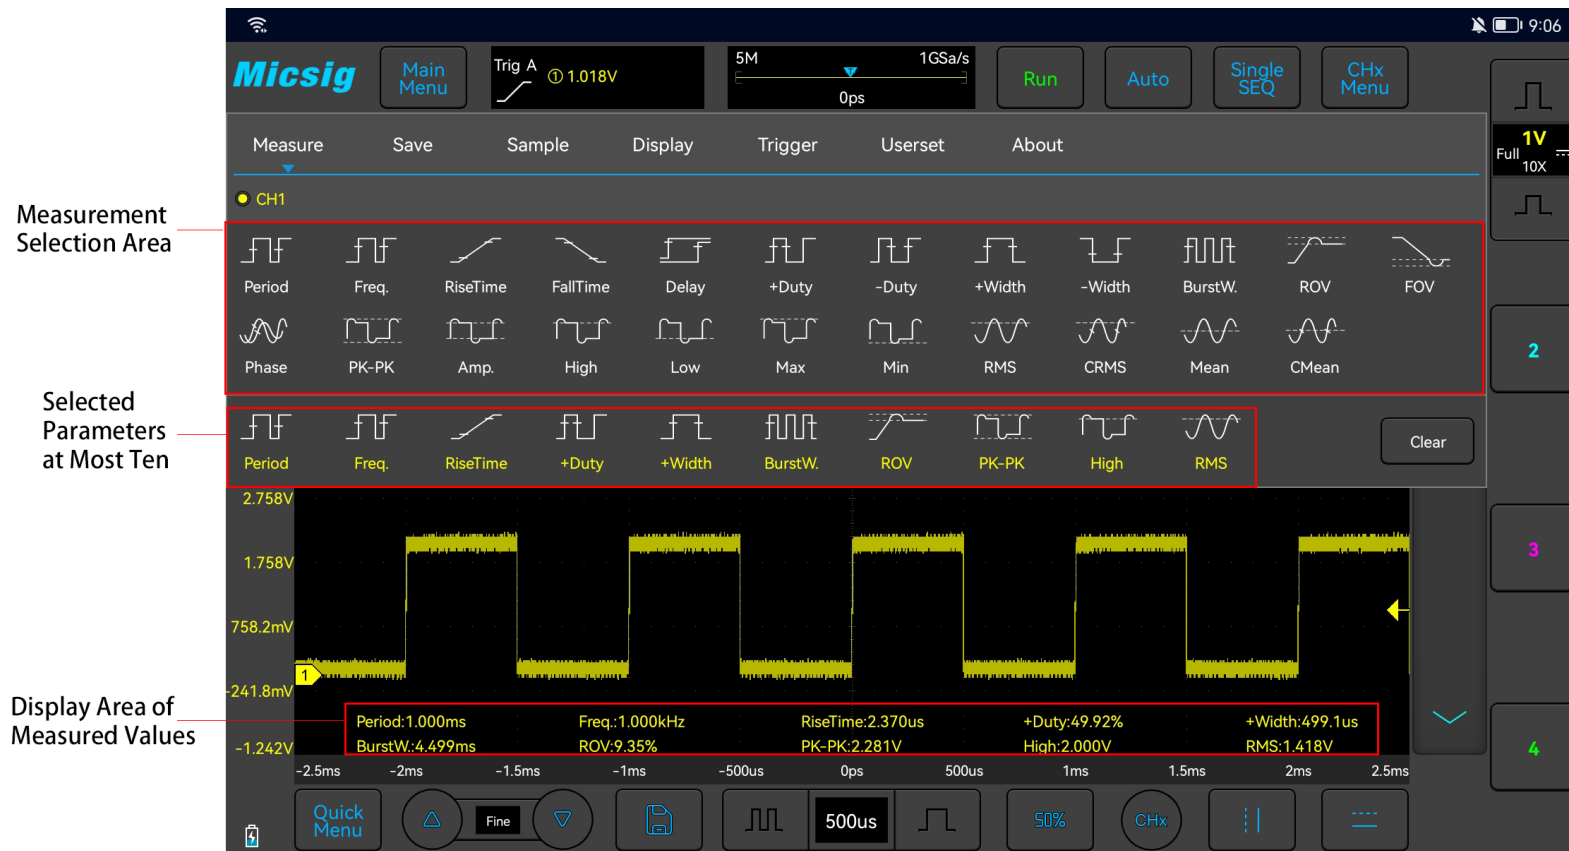 9:06
Micsig
Main Menu
Trig A
① 1.018V
5M 1GSa/s
0ps
Run
Auto
Single SEQ
CHx Menu
Measure Save Sample Display Trigger Userset About
1V
Full
10X
CH1
Measurement
Selection Area
Period Freq. RiseTime FallTime Delay +Duty -Duty +Width -Width BurstW. ROV FOV
Phase PK-PK Amp. High Low Max Min RMS CRMS Mean CMean
2
Selected
Parameters
at Most Ten
Period Freq. RiseTime +Duty +Width BurstW. ROV PK-PK High RMS
Clear
2.758V
1.758V
3
758.2mV
1
-241.8mV
Display Area of
Measured Values
Period:1.000ms Freq.:1.000kHz RiseTime:2.370us +Duty:49.92% +Width:499.1us
BurstW.:4.499ms ROV:9.35% PK-PK:2.281V High:2.000V RMS:1.418V
-1.242V
4
-2.5ms -2ms -1.5ms -1ms -500us 0ps 500us 1ms 1.5ms 2ms 2.5ms
Quick Menu
Fine
500us
50%
CHx